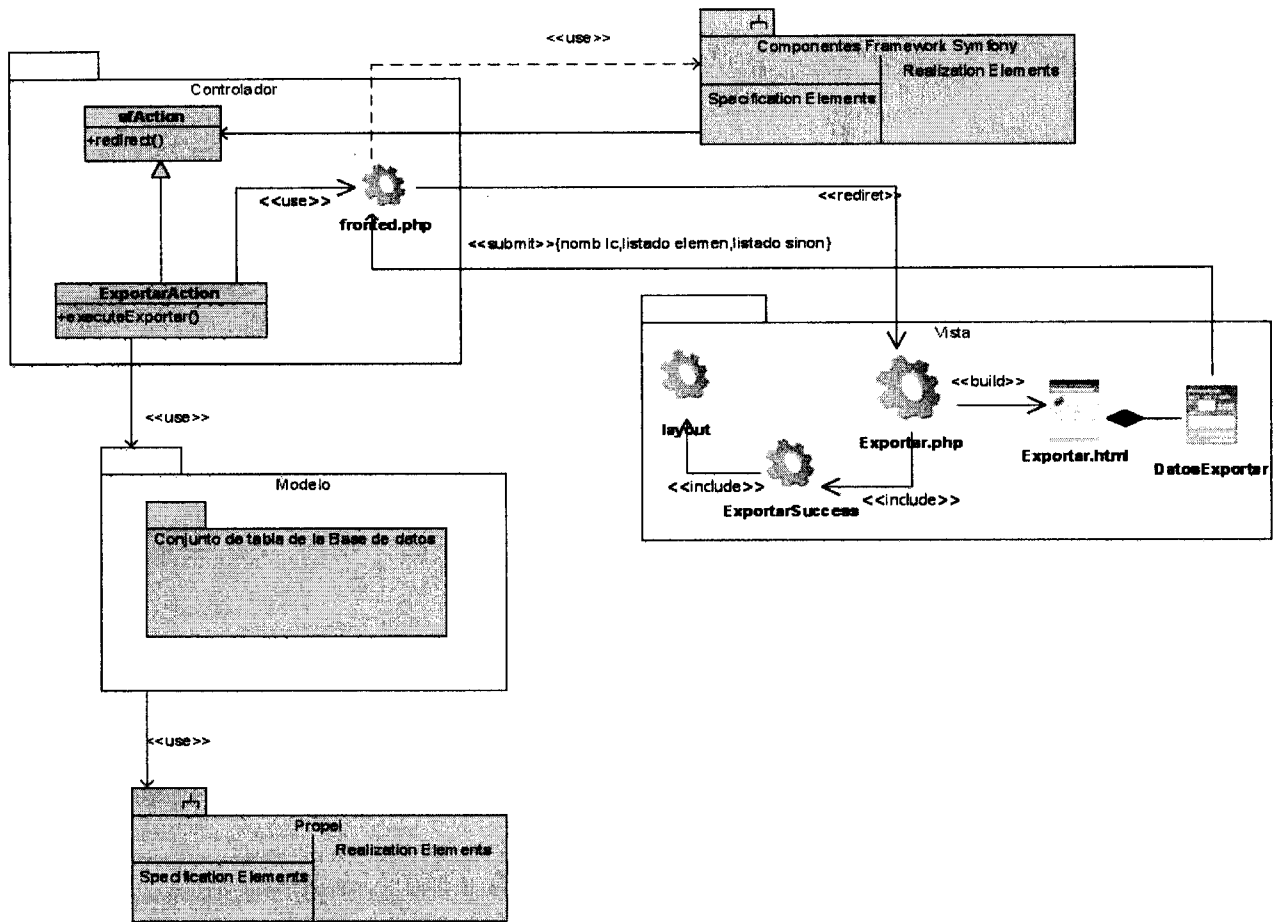 <<use>>
Componentes Framework Symfony
Realization Elements
Specification Elements
Controlador
sfAction
+redirect()
<<use>>
fronted.php
<<rediret>>
<<submit>>{nomb lc,listado elemen,listado sinon}
ExportarAction
+executeExportar()
Vista
<<build>>
layout
Exportar.php
Exportar.html
DatosExportar
<<include>>
<<include>>
ExportarSuccess
<<use>>
Modelo
Conjunto de tabla de la Base de datos
<<use>>
Propel
Realization Elements
Specification Elements